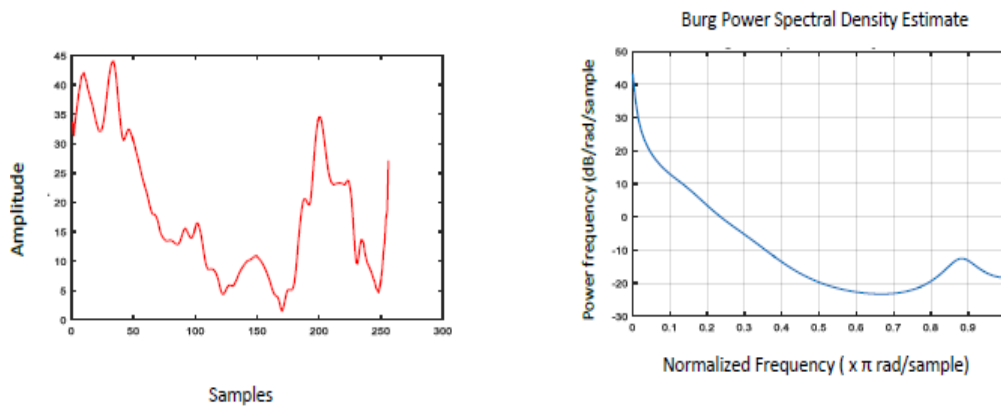 Burg Power Spectral Density Estimate
45
40
35
30
25
20
15
10
5
0
0 50 100 150 200 250 300
Amplitude
Samples
50
40
30
20
10
0
-10
-20
-30
0 0.1 0.2 0.3 0.4 0.5 0.6 0.7 0.8 0.9
Power frequency (dB/rad/sample
Normalized Frequency ( x π rad/sample)